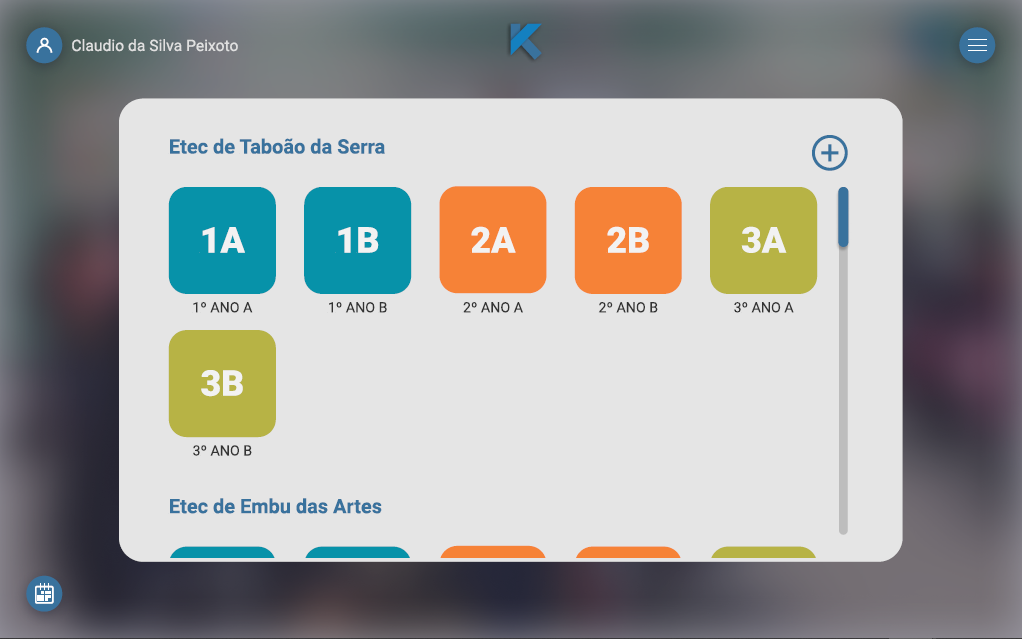 Claudio da Silva Peixoto
Etec de Taboão da Serra
1A
1B
2A
2B
3A
1º ANO A
1º ANO B
2º ANO A
2º ANO B
3º ANO A
3B
3º ANO B
Etec de Embu das Artes